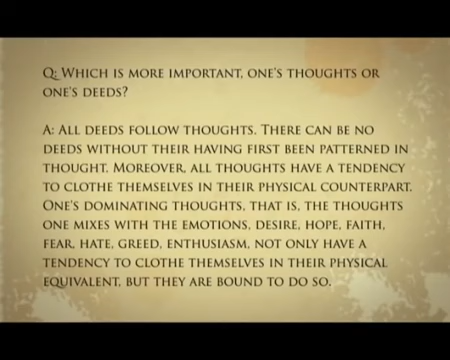 Q: Which is more important, one's thoughts or
one's deeds?
A: All deeds follow thoughts. There can be no
deeds without their having first been patterned in
thought. Moreover, all thoughts have a tendency
to clothe themselves in their physical counterpart.
One's dominating thoughts, that is, the thoughts
one mixes with the emotions, desire, hope, faith,
fear, hate, greed, enthusiasm, not only have a
tendency to clothe themselves in their physical
equivalent, but they are bound to do so.